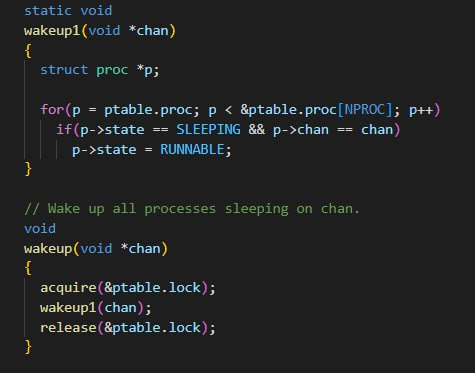 static void
wakeup1(void *chan)
{
  struct proc *p;

  for(p = ptable.proc; p < &ptable.proc[NPROC]; p++)
    if(p->state == SLEEPING && p->chan == chan)
      p->state = RUNNABLE;
}

// Wake up all processes sleeping on chan.
void
wakeup(void *chan)
{
  acquire(&ptable.lock);
  wakeup1(chan);
  release(&ptable.lock);
}